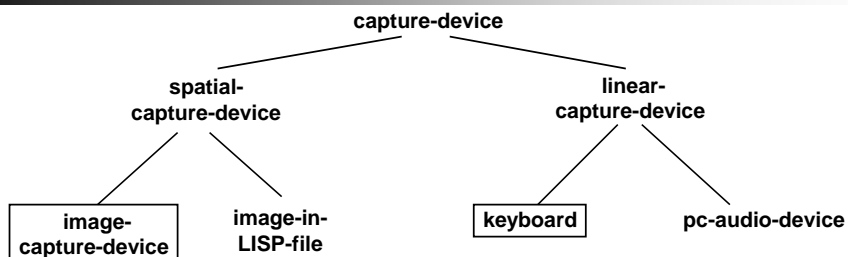 capture-device
spatial-
capture-device
linear-
capture-device
image-
capture-device
image-in-
LISP-file
keyboard
pc-audio-device